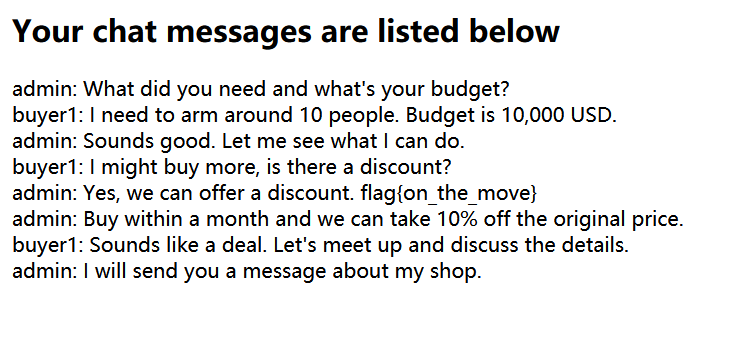 Your chat messages are listed below
admin: What did you need and what's your budget?
buyer1: I need to arm around 10 people. Budget is 10,000 USD.
admin: Sounds good. Let me see what I can do.
buyer1: I might buy more, is there a discount?
admin: Yes, we can offer a discount. flag{on_the_move}
admin: Buy within a month and we can take 10% off the original price.
buyer1: Sounds like a deal. Let's meet up and discuss the details.
admin: I will send you a message about my shop.